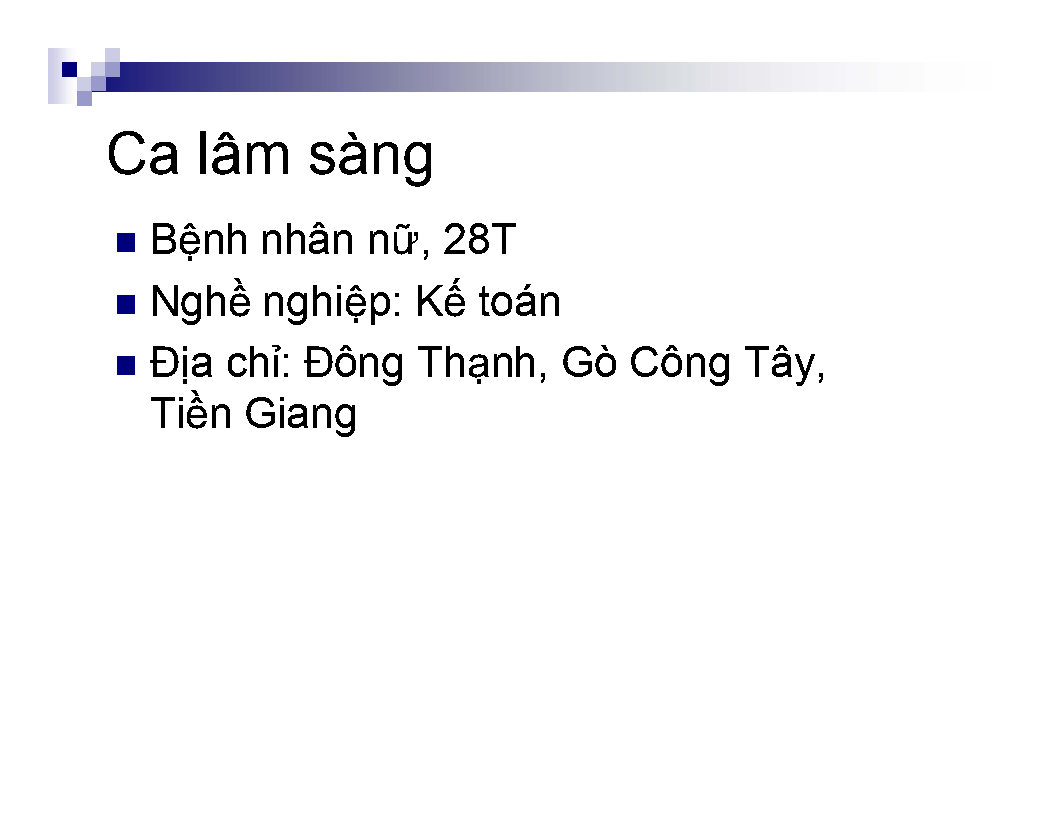 Ca lâm sàng
Bệnh nhân nữ, 28T
Nghề nghiệp: Kế toán
Địa chỉ: Đông Thạnh, Gò Công Tây,
Tiền Giang